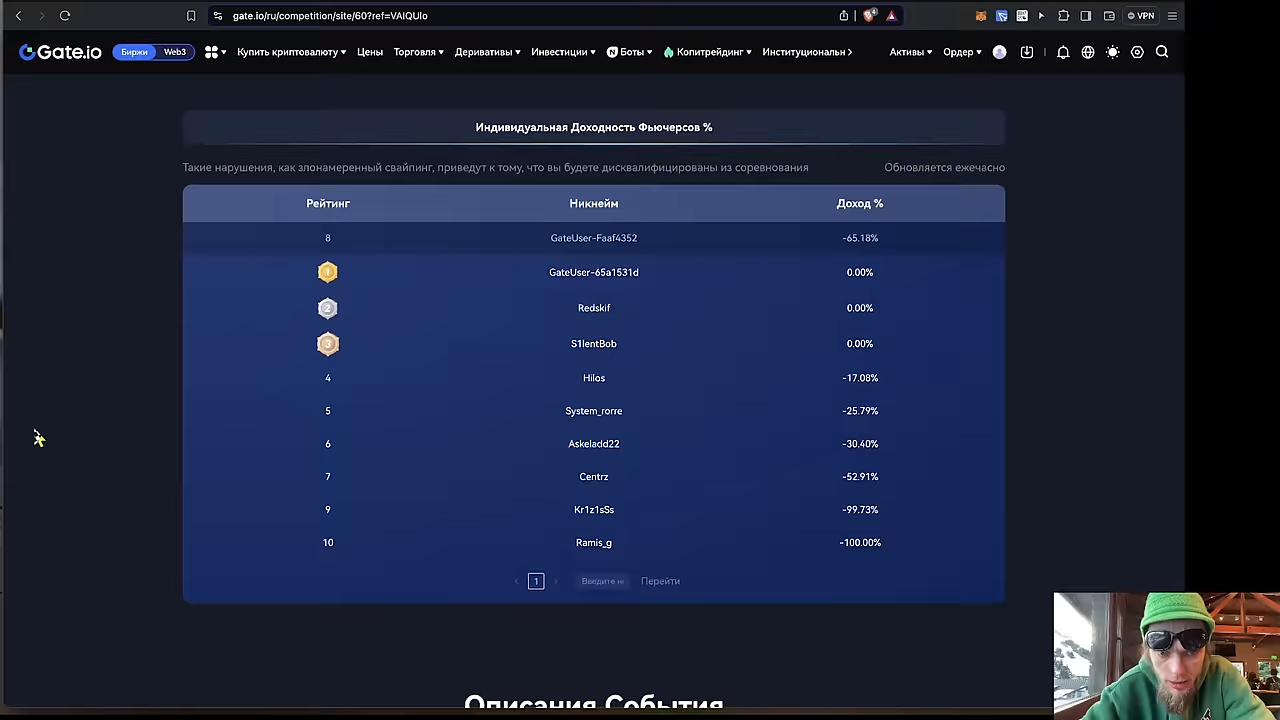 gate.io/ru/competition/site/60?ref=VAIQUIo
4
VPN
Gate.io
Биржи Web3 Купить криптовалюту Цены Торговля Деривативы Инвестиции Боты Копитрейдинг Институциональн Активы Ордер
Индивидуальная Доходность Фьючерсов %
Такие нарушения, как злонамеренный свайпинг, приведут к тому, что вы будете дисквалифицированы из соревнования Обновляется ежечасно
Рейтинг Никнейм Доход %
8 GateUser-Faaf4352 -65.18%
1 GateUser-65a1531d 0.00%
2 Redskif 0.00%
3 S1lentBob 0.00%
4 Hilos -17.08%
5 System_rorre -25.79%
6 Askeladd22 -30.40%
7 Centrz -52.91%
9 Kr1z1sSs -99.73%
10 Ramis_g -100.00%
1 Введите н Перейти
Описания События